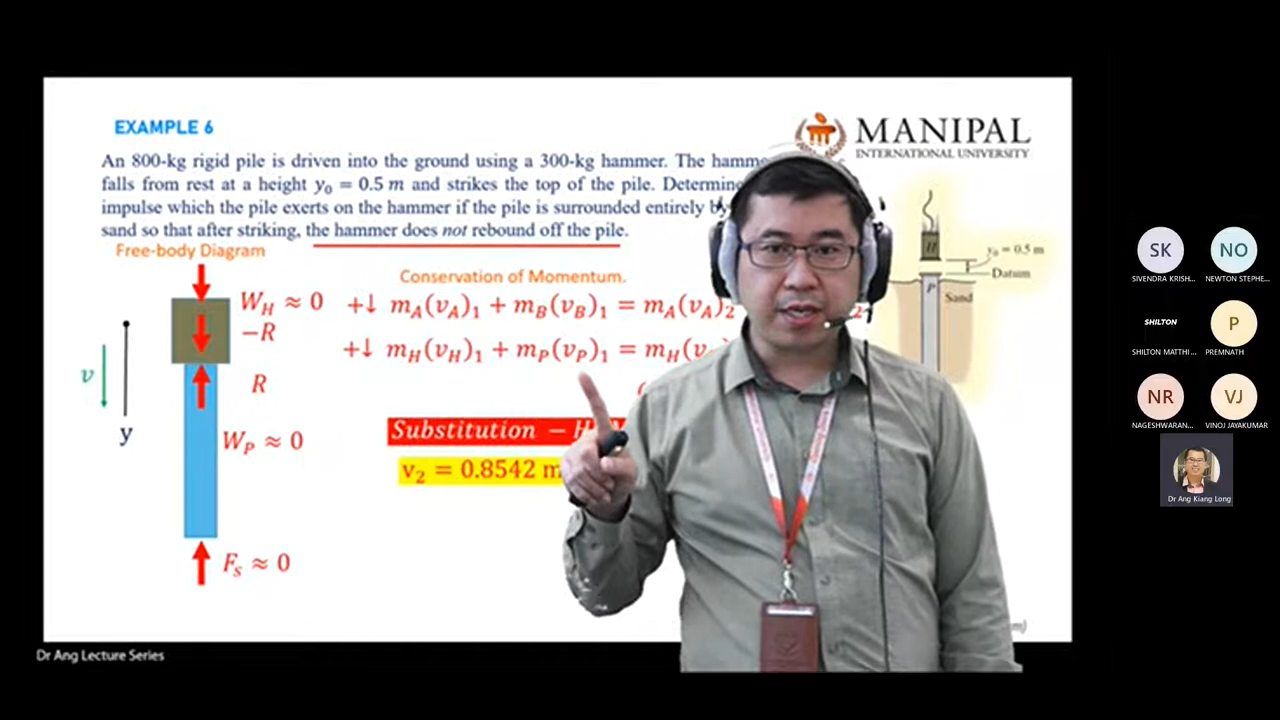 EXAMPLE 6
MANIPAL
INTERNATIONAL UNIVERSITY
An 800-kg rigid pile is driven into the ground using a 300-kg hammer. The
falls from rest at a height y₀ = 0.5 m and strikes the top of the pile.
impulse which the pile exerts on the hammer if the pile is surrounded entirely
sand so that after striking, the hammer does not rebound off the pile.
Free-body Diagram
Conservation of Momentum.
W_H ≈ 0
+↓ m_A(v_A)₁ + m_B(v_B)₁ = m_A(v_A)₂
−R
+↓ m_H(v_H)₁ + m_P(v_P)₁ = m_H(v
R
v
y
Substitution −
W_P ≈ 0
v₂ = 0.8542
F_s ≈ 0
H
y₀ = 0.5 m
Datum
P
Sand
Dr Ang Lecture Series
SK
NO
SIVENDRA KRISH...
NEWTON STEPHE...
SHILTON
P
SHILTON MATTHI...
PREMNATH
NR
VJ
NAGESHWARAN...
VINOJ JAYAKUMAR
Dr Ang Kiang Long